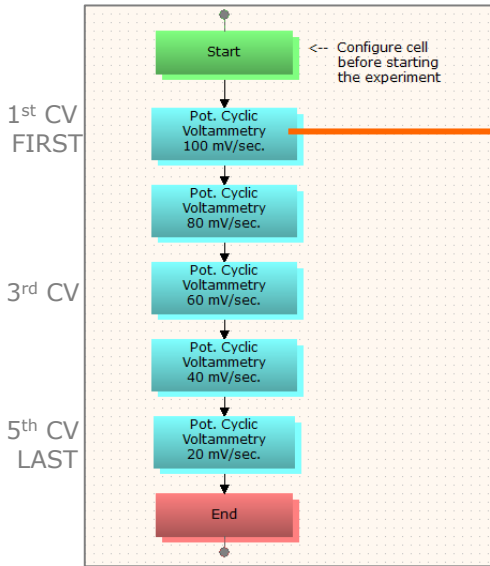 Start
<-- Configure cell
before starting
the experiment
1st CV
FIRST
Pot. Cyclic
Voltammetry
100 mV/sec.
Pot. Cyclic
Voltammetry
80 mV/sec.
3rd CV
Pot. Cyclic
Voltammetry
60 mV/sec.
Pot. Cyclic
Voltammetry
40 mV/sec.
5th CV
LAST
Pot. Cyclic
Voltammetry
20 mV/sec.
End